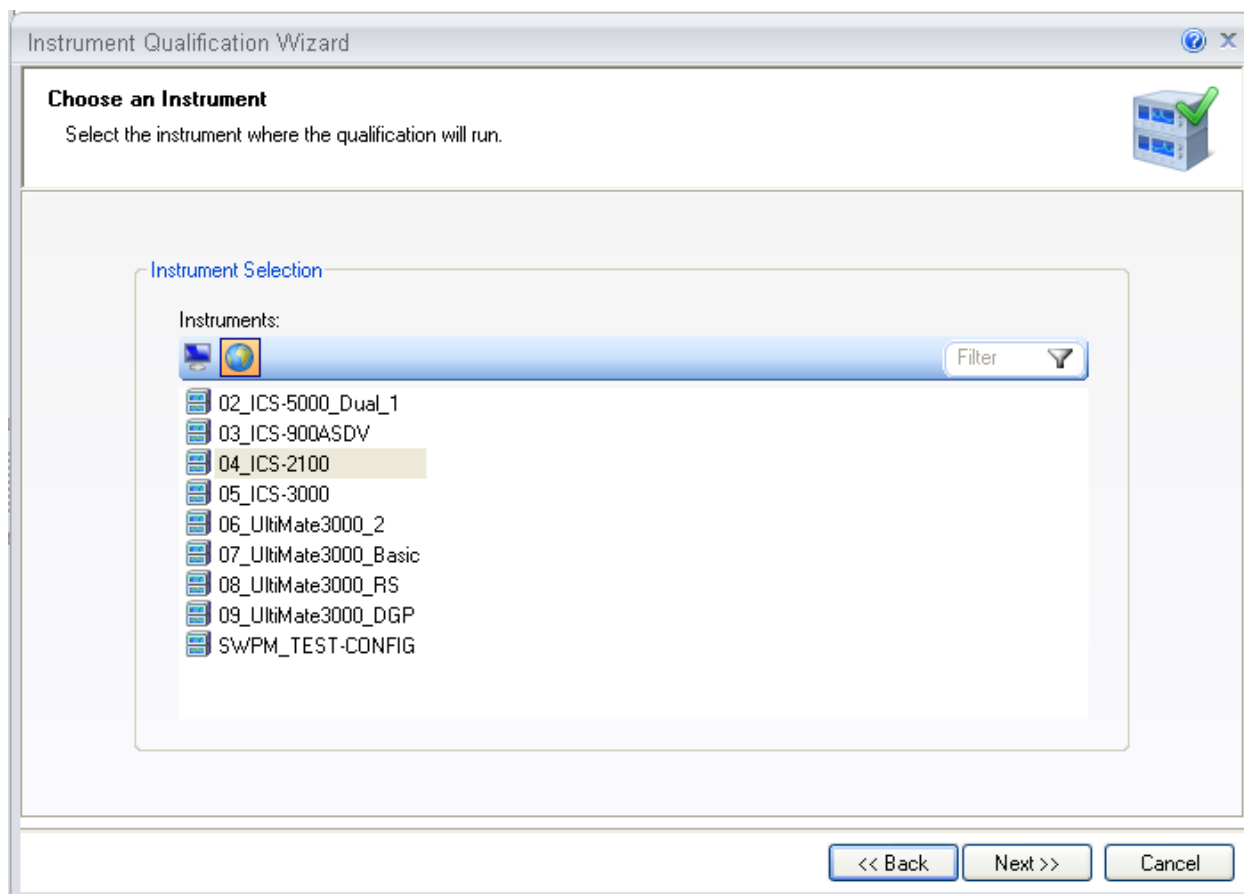 Instrument Qualification Wizard
Choose an Instrument
Select the instrument where the qualification will run.
Instrument Selection
Instruments:
Filter
02_ICS-5000_Dual_1
03_ICS-900ASDV
04_ICS-2100
05_ICS-3000
06_UltiMate3000_2
07_UltiMate3000_Basic
08_UltiMate3000_RS
09_UltiMate3000_DGP
SWPM_TEST-CONFIG
<< Back Next >> Cancel